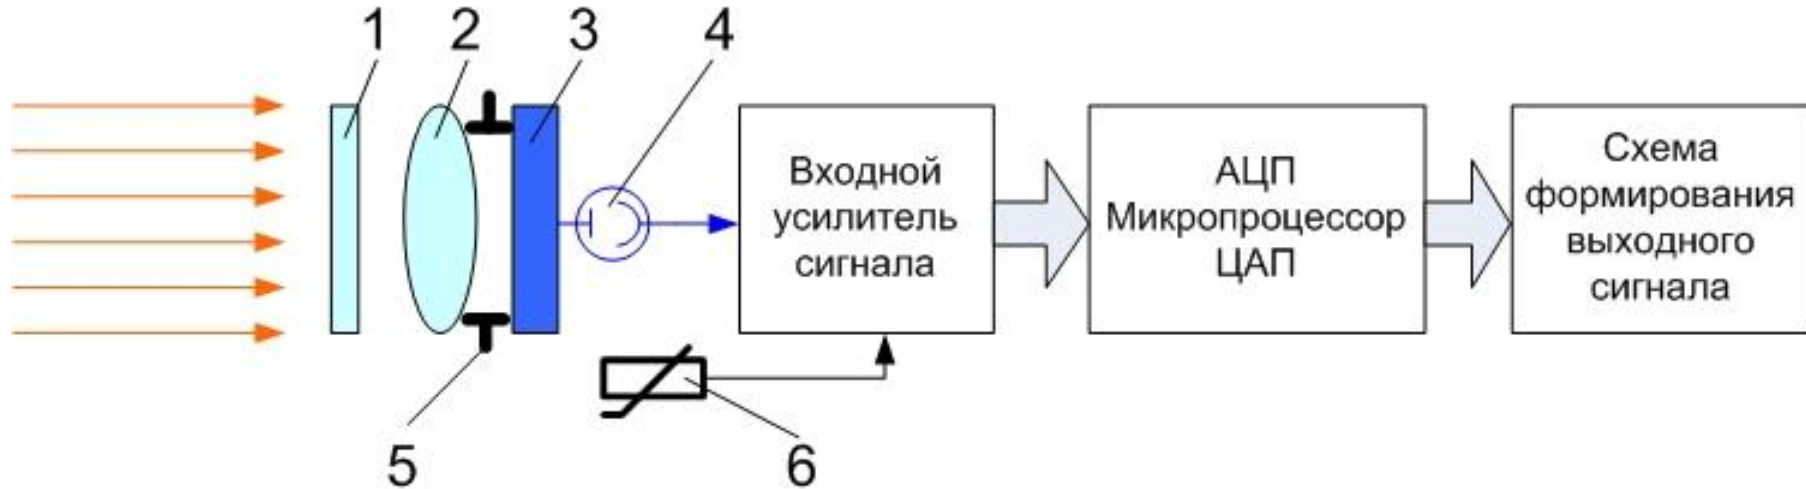 1
2
3
4
Входной
усилитель
сигнала
АЦП
Микропроцессор
ЦАП
Схема
формирования
выходного
сигнала
5
6